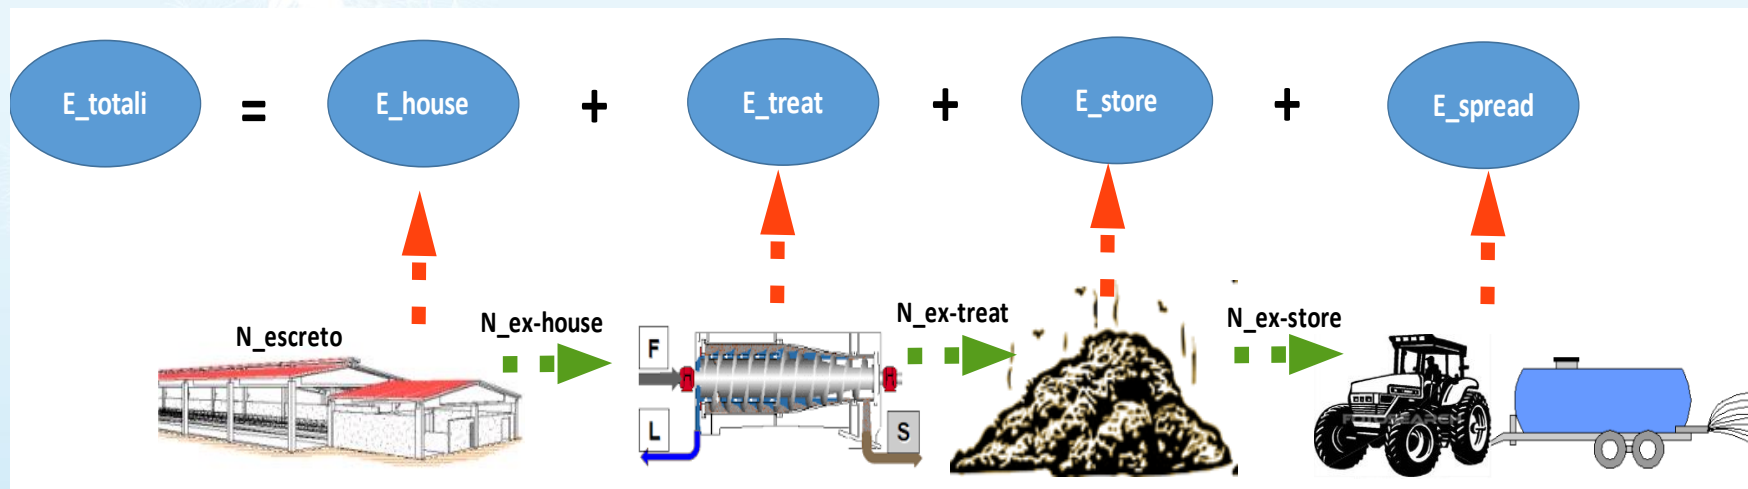 E_totali = E_house + E_treat + E_store + E_spread
N_escreto
N_ex-house
N_ex-treat
N_ex-store
F
L
S